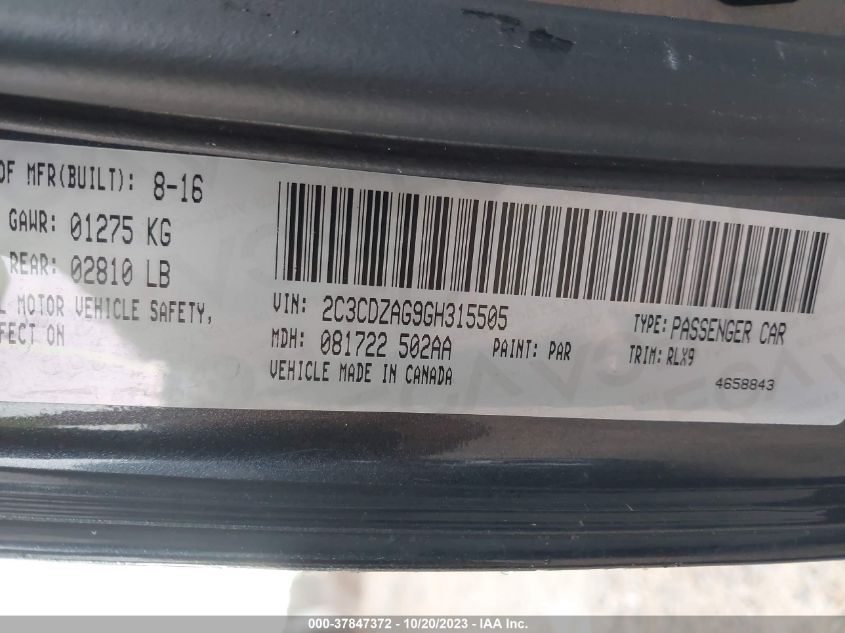 OF MFR(BUILT): 8-16
GAWR: 01275 KG
REAR: 02810 LB
L MOTOR VEHICLE SAFETY,
FECT ON
VIN: 2C3CDZAG9GH315505
TYPE: PASSENGER CAR
MDH: 081722 502AA
PAINT: PAR
TRIM: RLX9
VEHICLE MADE IN CANADA
4658843
000-37847372 | 10/20/2023 - IAA Inc.